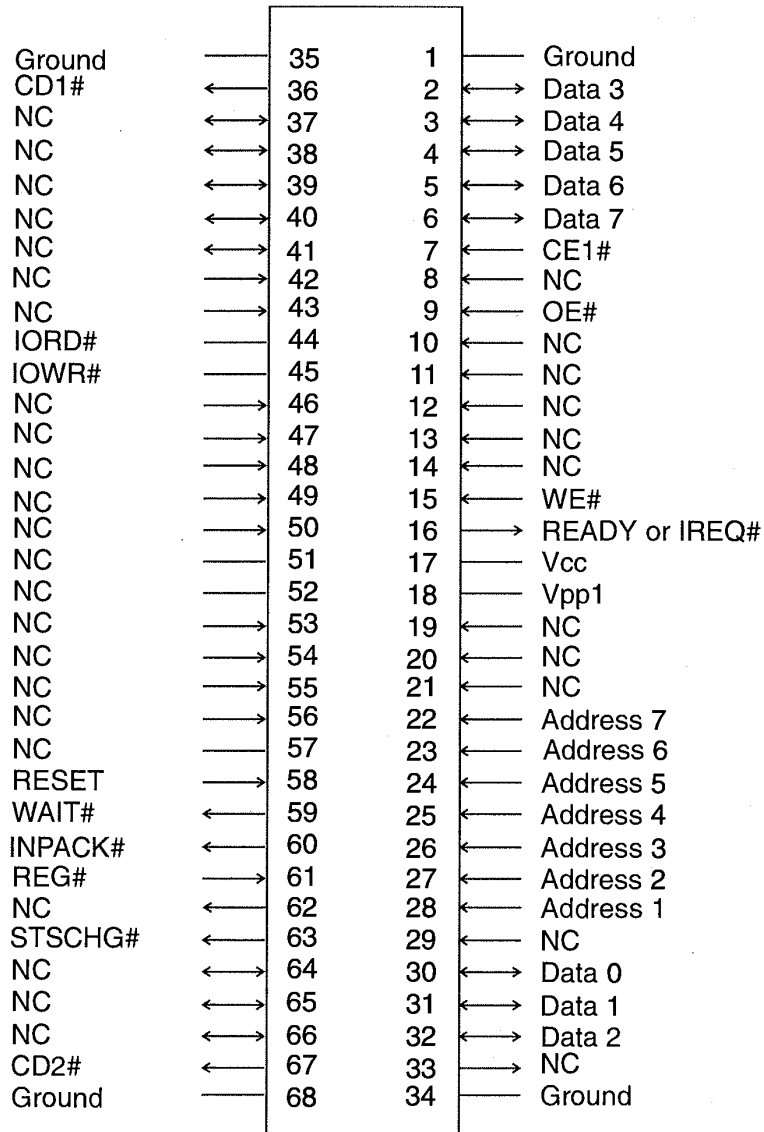 Ground 35 1 Ground
CD1# 36 2 Data 3
NC 37 3 Data 4
NC 38 4 Data 5
NC 39 5 Data 6
NC 40 6 Data 7
NC 41 7 CE1#
NC 42 8 NC
NC 43 9 OE#
IORD# 44 10 NC
IOWR# 45 11 NC
NC 46 12 NC
NC 47 13 NC
NC 48 14 NC
NC 49 15 WE#
NC 50 16 READY or IREQ#
NC 51 17 Vcc
NC 52 18 Vpp1
NC 53 19 NC
NC 54 20 NC
NC 55 21 NC
NC 56 22 Address 7
NC 57 23 Address 6
RESET 58 24 Address 5
WAIT# 59 25 Address 4
INPACK# 60 26 Address 3
REG# 61 27 Address 2
NC 62 28 Address 1
STSCHG# 63 29 NC
NC 64 30 Data 0
NC 65 31 Data 1
NC 66 32 Data 2
CD2# 67 33 NC
Ground 68 34 Ground